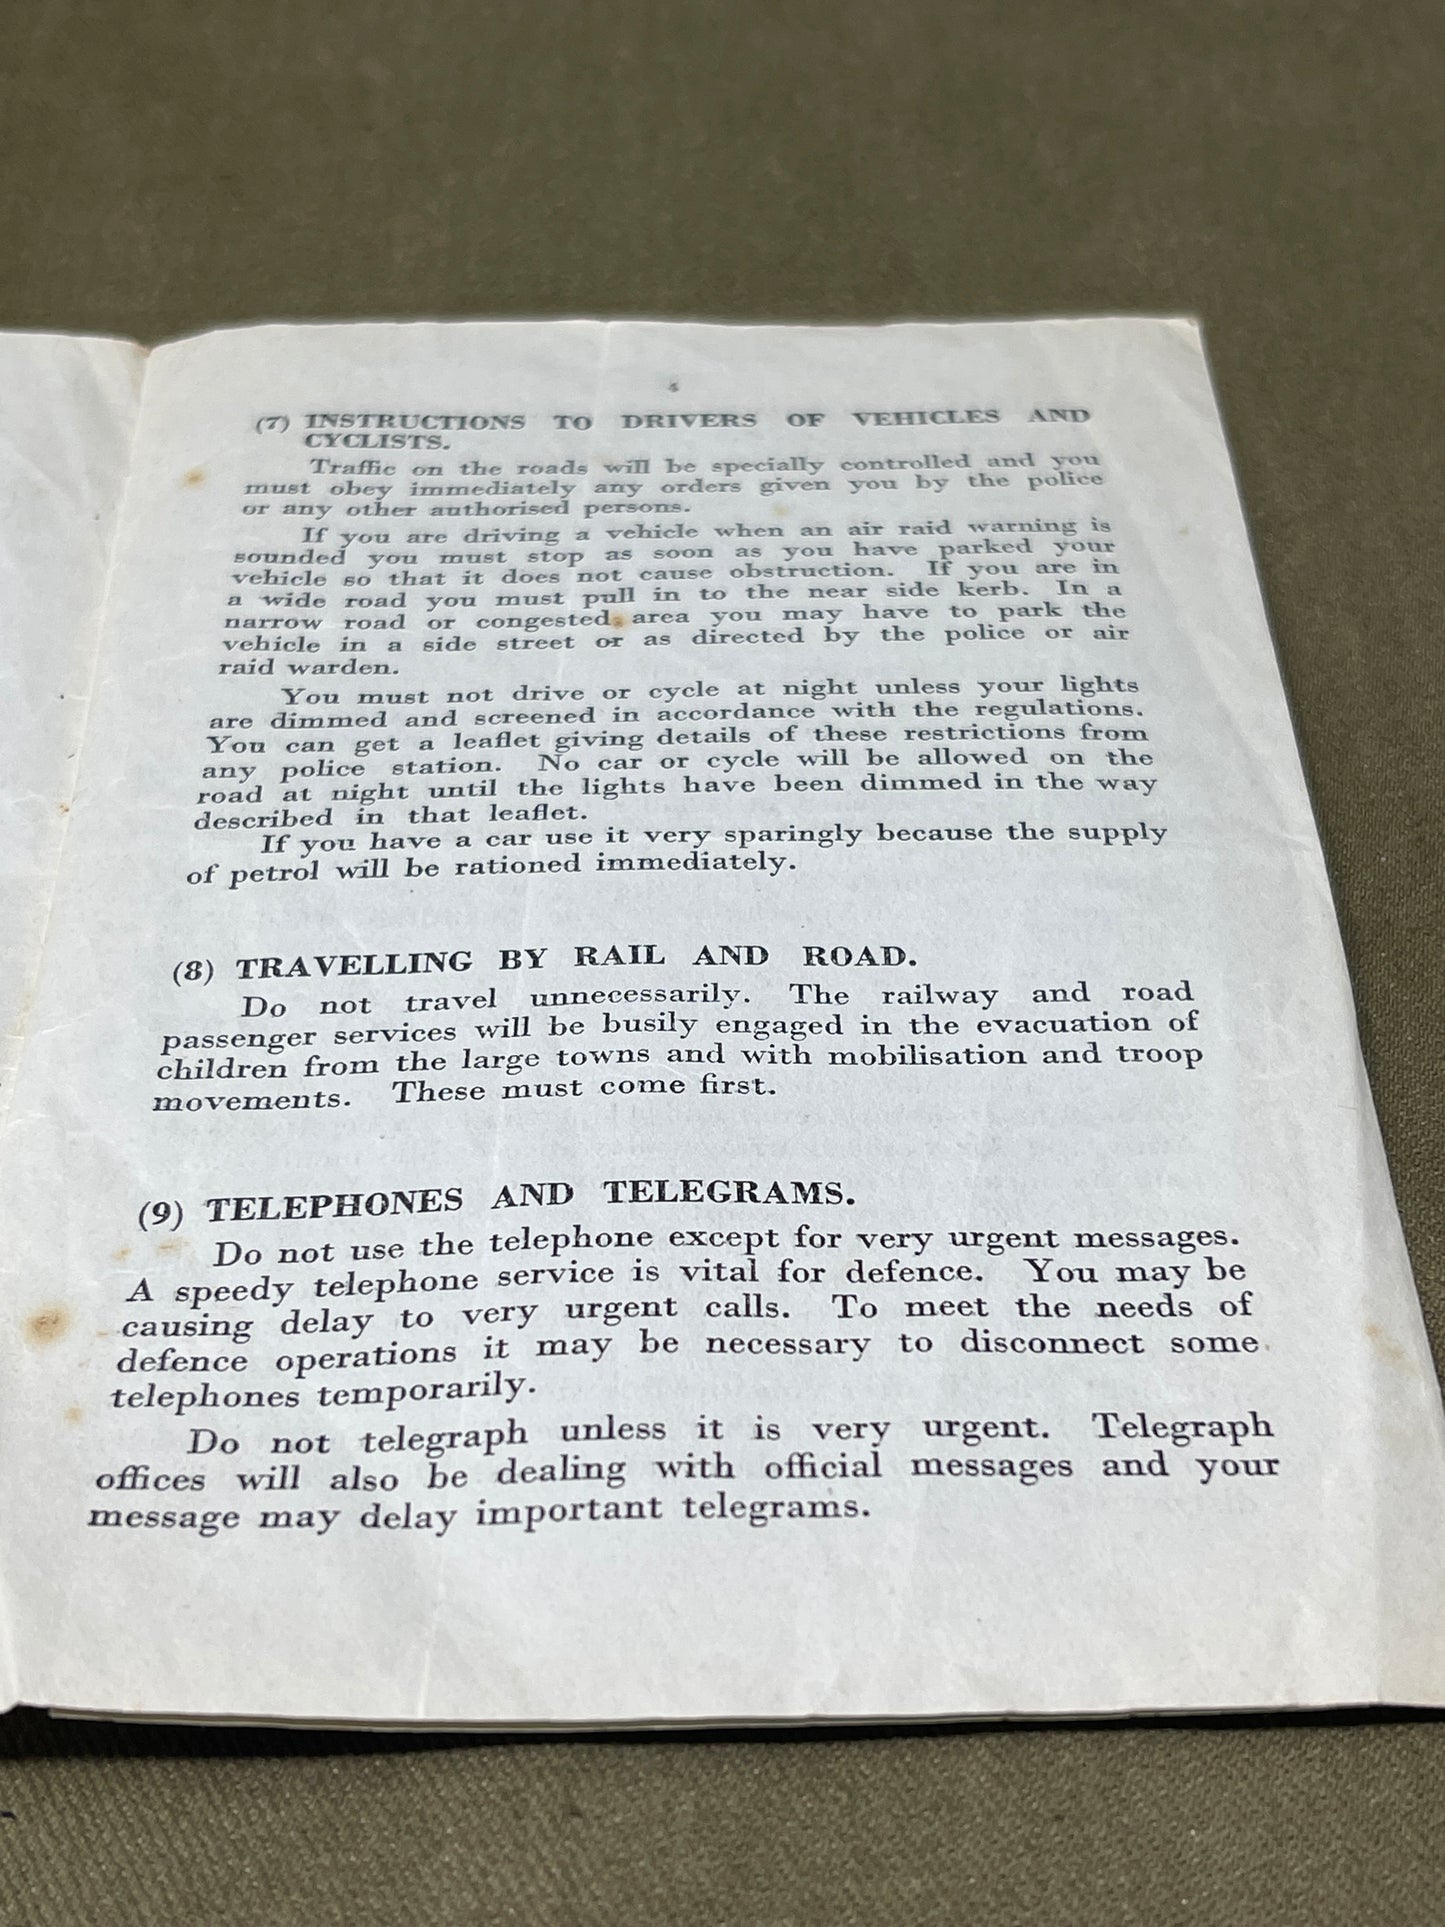 4
(7) INSTRUCTIONS TO DRIVERS OF VEHICLES AND
CYCLISTS.
Traffic on the roads will be specially controlled and you
must obey immediately any orders given you by the police
or any other authorised persons.
If you are driving a vehicle when an air raid warning is
sounded you must stop as soon as you have parked your
vehicle so that it does not cause obstruction. If you are in
a wide road you must pull in to the near side kerb. In a
narrow road or congested area you may have to park the
vehicle in a side street or as directed by the police or air
raid warden.
You must not drive or cycle at night unless your lights
are dimmed and screened in accordance with the regulations.
You can get a leaflet giving details of these restrictions from
any police station. No car or cycle will be allowed on the
road at night until the lights have been dimmed in the way
described in that leaflet.
If you have a car use it very sparingly because the supply
of petrol will be rationed immediately.
(8) TRAVELLING BY RAIL AND ROAD.
Do not travel unnecessarily. The railway and road
passenger services will be busily engaged in the evacuation of
children from the large towns and with mobilisation and troop
movements. These must come first.
(9) TELEPHONES AND TELEGRAMS.
Do not use the telephone except for very urgent messages.
A speedy telephone service is vital for defence. You may be
causing delay to very urgent calls. To meet the needs of
defence operations it may be necessary to disconnect some
telephones temporarily.
Do not telegraph unless it is very urgent. Telegraph
offices will also be dealing with official messages and your
message may delay important telegrams.